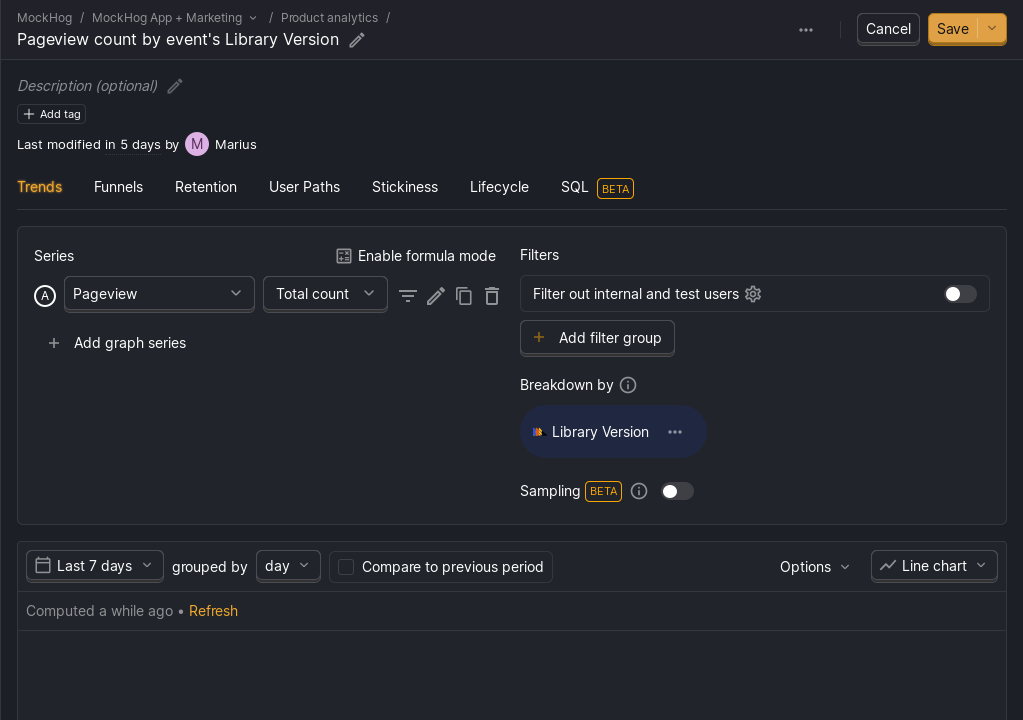 MockHog / MockHog App + Marketing / Product analytics /
Pageview count by event's Library Version
Cancel
Save
Description (optional)
Add tag
Last modified in 5 days by M Marius
Trends Funnels Retention User Paths Stickiness Lifecycle SQL BETA
Series
Enable formula mode
A Pageview Total count
Add graph series
Filters
Filter out internal and test users
Add filter group
Breakdown by
Library Version
Sampling BETA
Last 7 days grouped by day Compare to previous period Options Line chart
Computed a while ago • Refresh